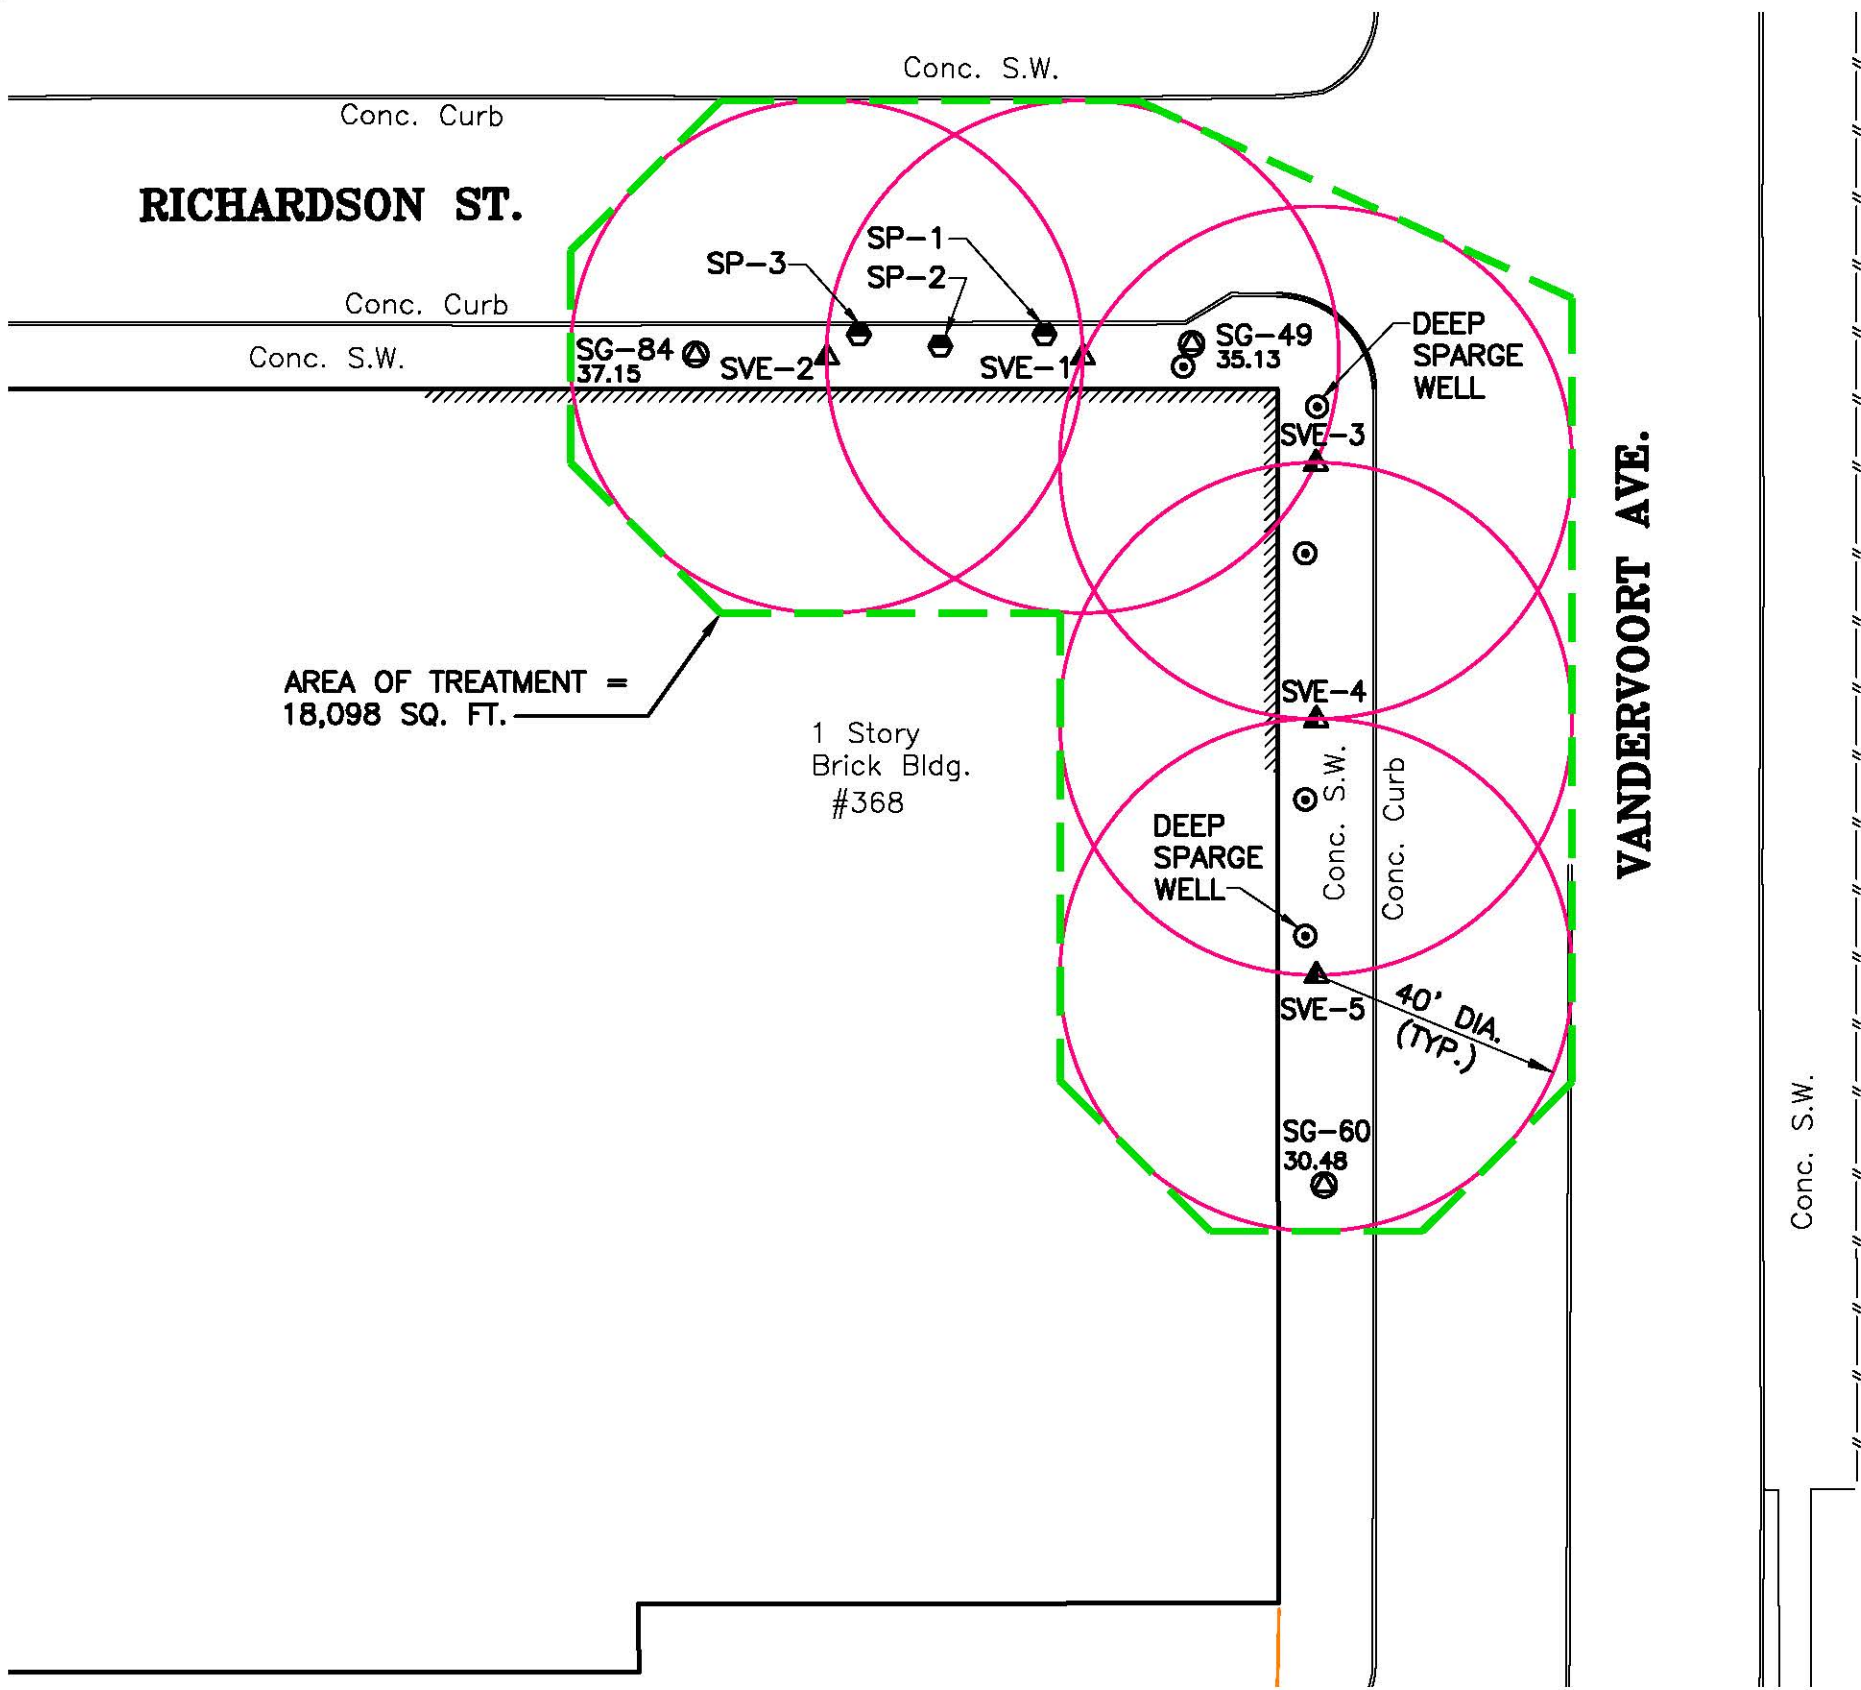 Conc. S.W.
Conc. Curb
RICHARDSON ST.
SP-1
SP-3
SP-2
Conc. Curb
DEEP
SPARGE
WELL
SG-49
35.13
SG-84
37.15
Conc. S.W.
SVE-2
SVE-1
SVE-3
VANDERVOORT AVE.
AREA OF TREATMENT =
18,098 SQ. FT.
SVE-4
1 Story
Brick Bldg.
#368
Conc. S.W.
Conc. Curb
DEEP
SPARGE
WELL
SVE-5
40' DIA.
(TYP.)
SG-60
30.48
Conc. S.W.